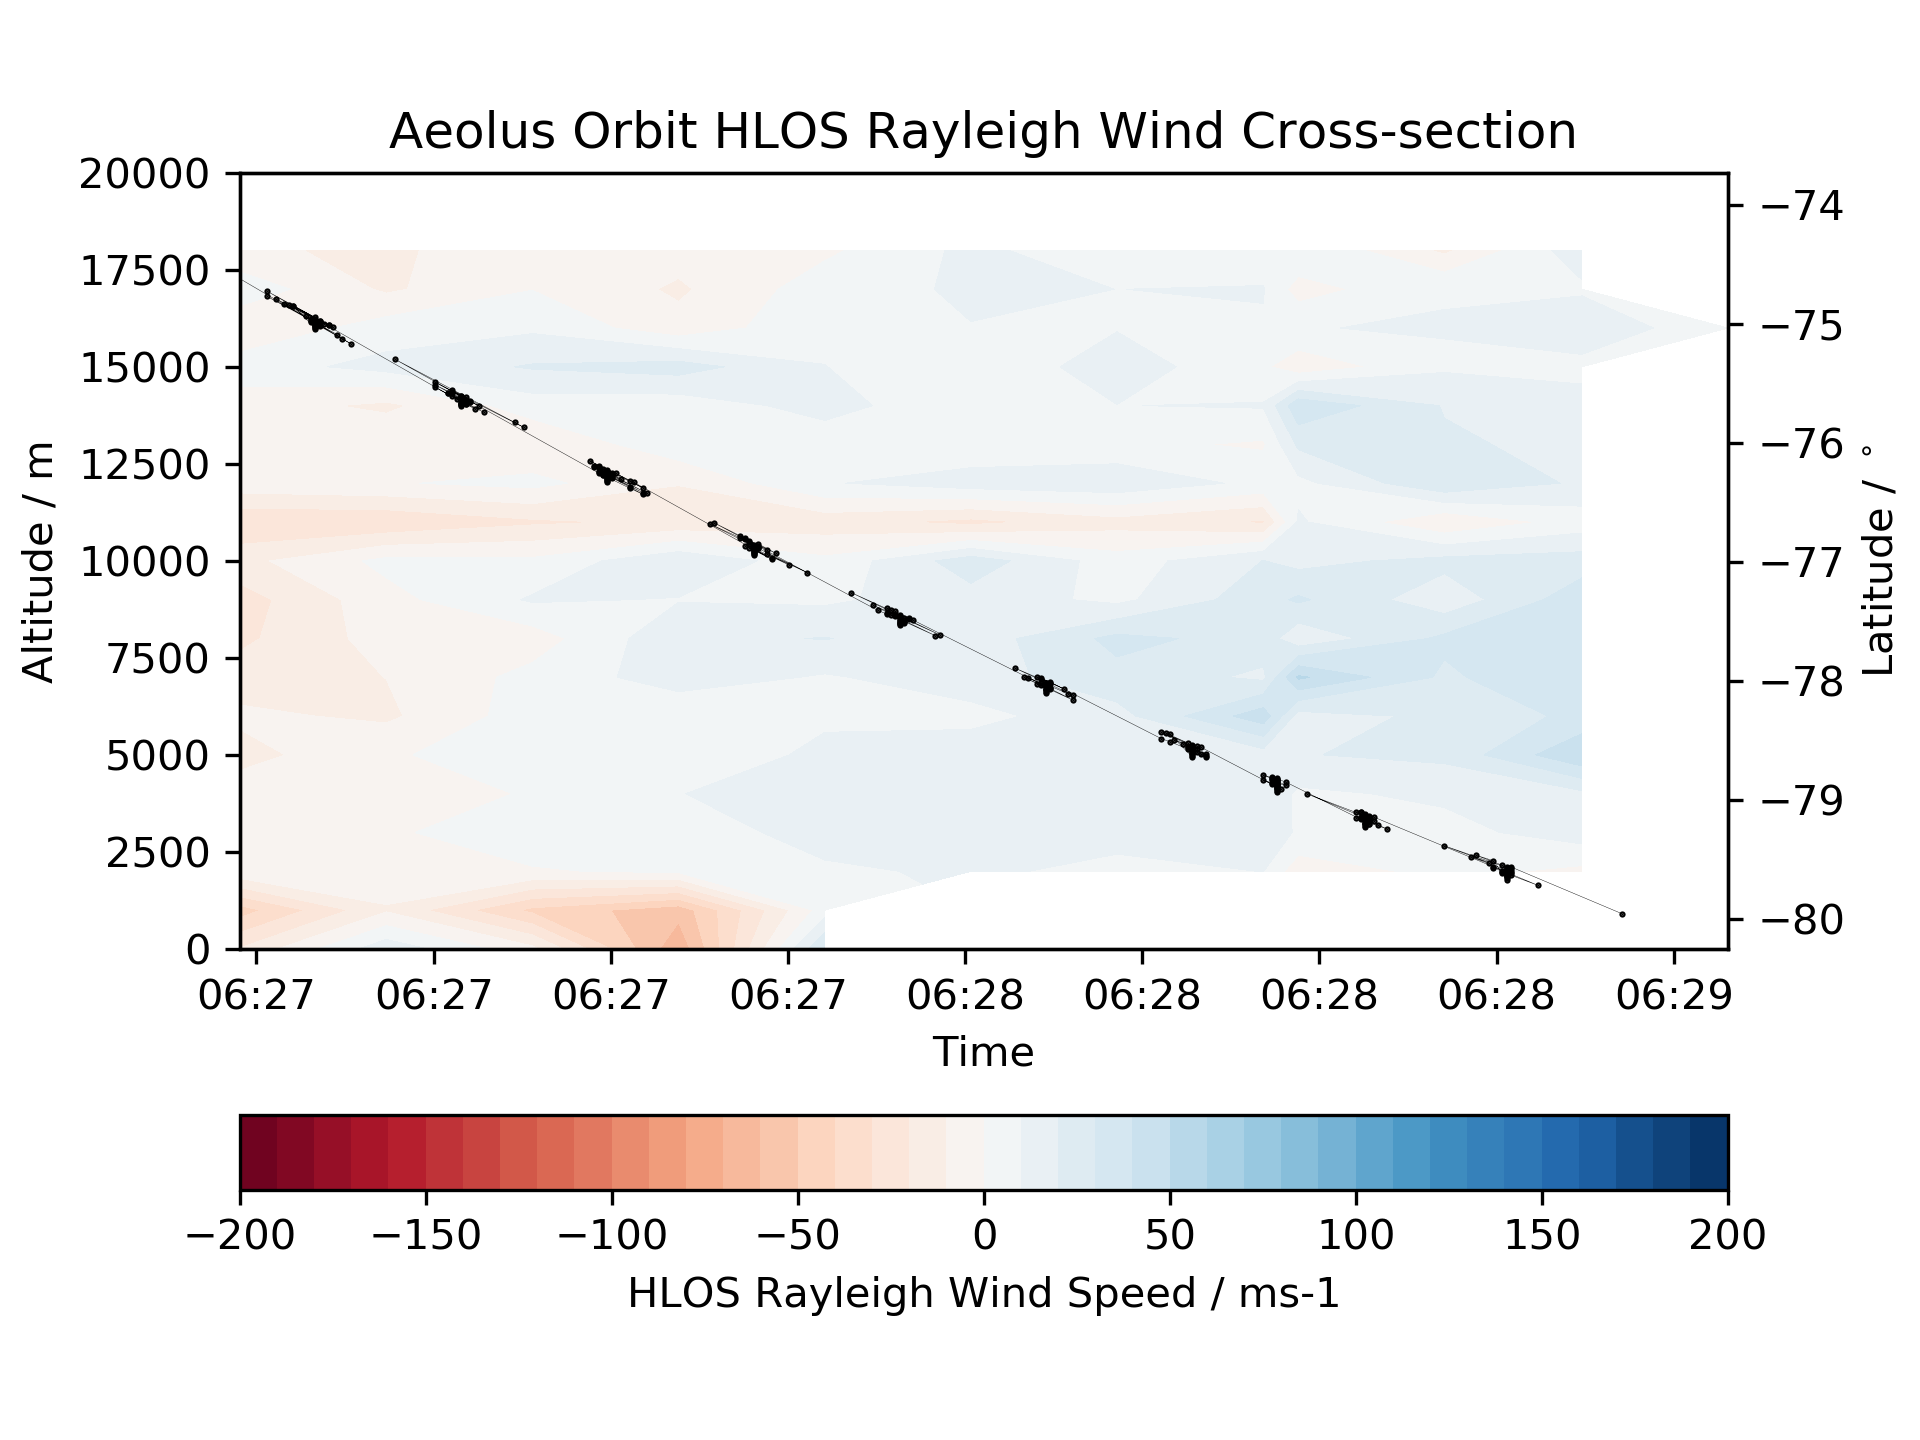 Aeolus Orbit HLOS Rayleigh Wind Cross-section
20000
17500
15000
12500
10000
7500
5000
2500
0
Altitude / m
−74
−75
−76
−77
−78
−79
−80
Latitude / °
06:27 06:27 06:27 06:27 06:28 06:28 06:28 06:28 06:29
Time
−200 −150 −100 −50 0 50 100 150 200
HLOS Rayleigh Wind Speed / ms-1